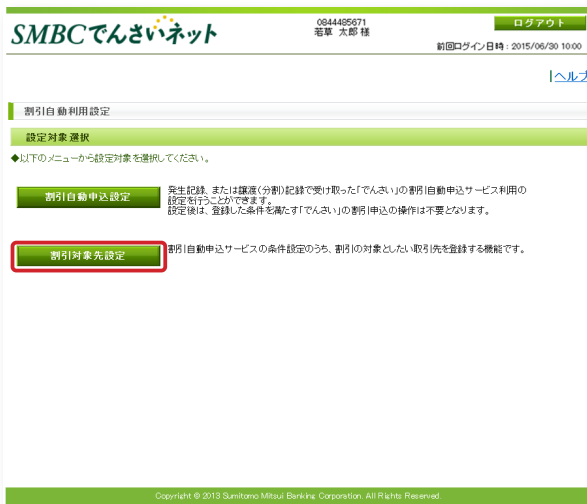 SMBCでんさいネット
0844485671
若草 太郎 様
ログアウト
前回ログイン日時：2015/06/30 10:00
|ヘルプ
割引自動利用設定
設定対象選択
◆以下のメニューから設定対象を選択してください。
割引自動申込設定
発生記録、または譲渡（分割）記録で受け取った「でんさい」の割引自動申込サービス利用の
設定を行うことができます。
設定後は、登録した条件を満たす「でんさい」の割引申込の操作は不要となります。
割引対象先設定
割引自動申込サービスの条件設定のうち、割引の対象としたい取引先を登録する機能です。
Copyright © 2013 Sumitomo Mitsui Banking Corporation. All Rights Reserved.